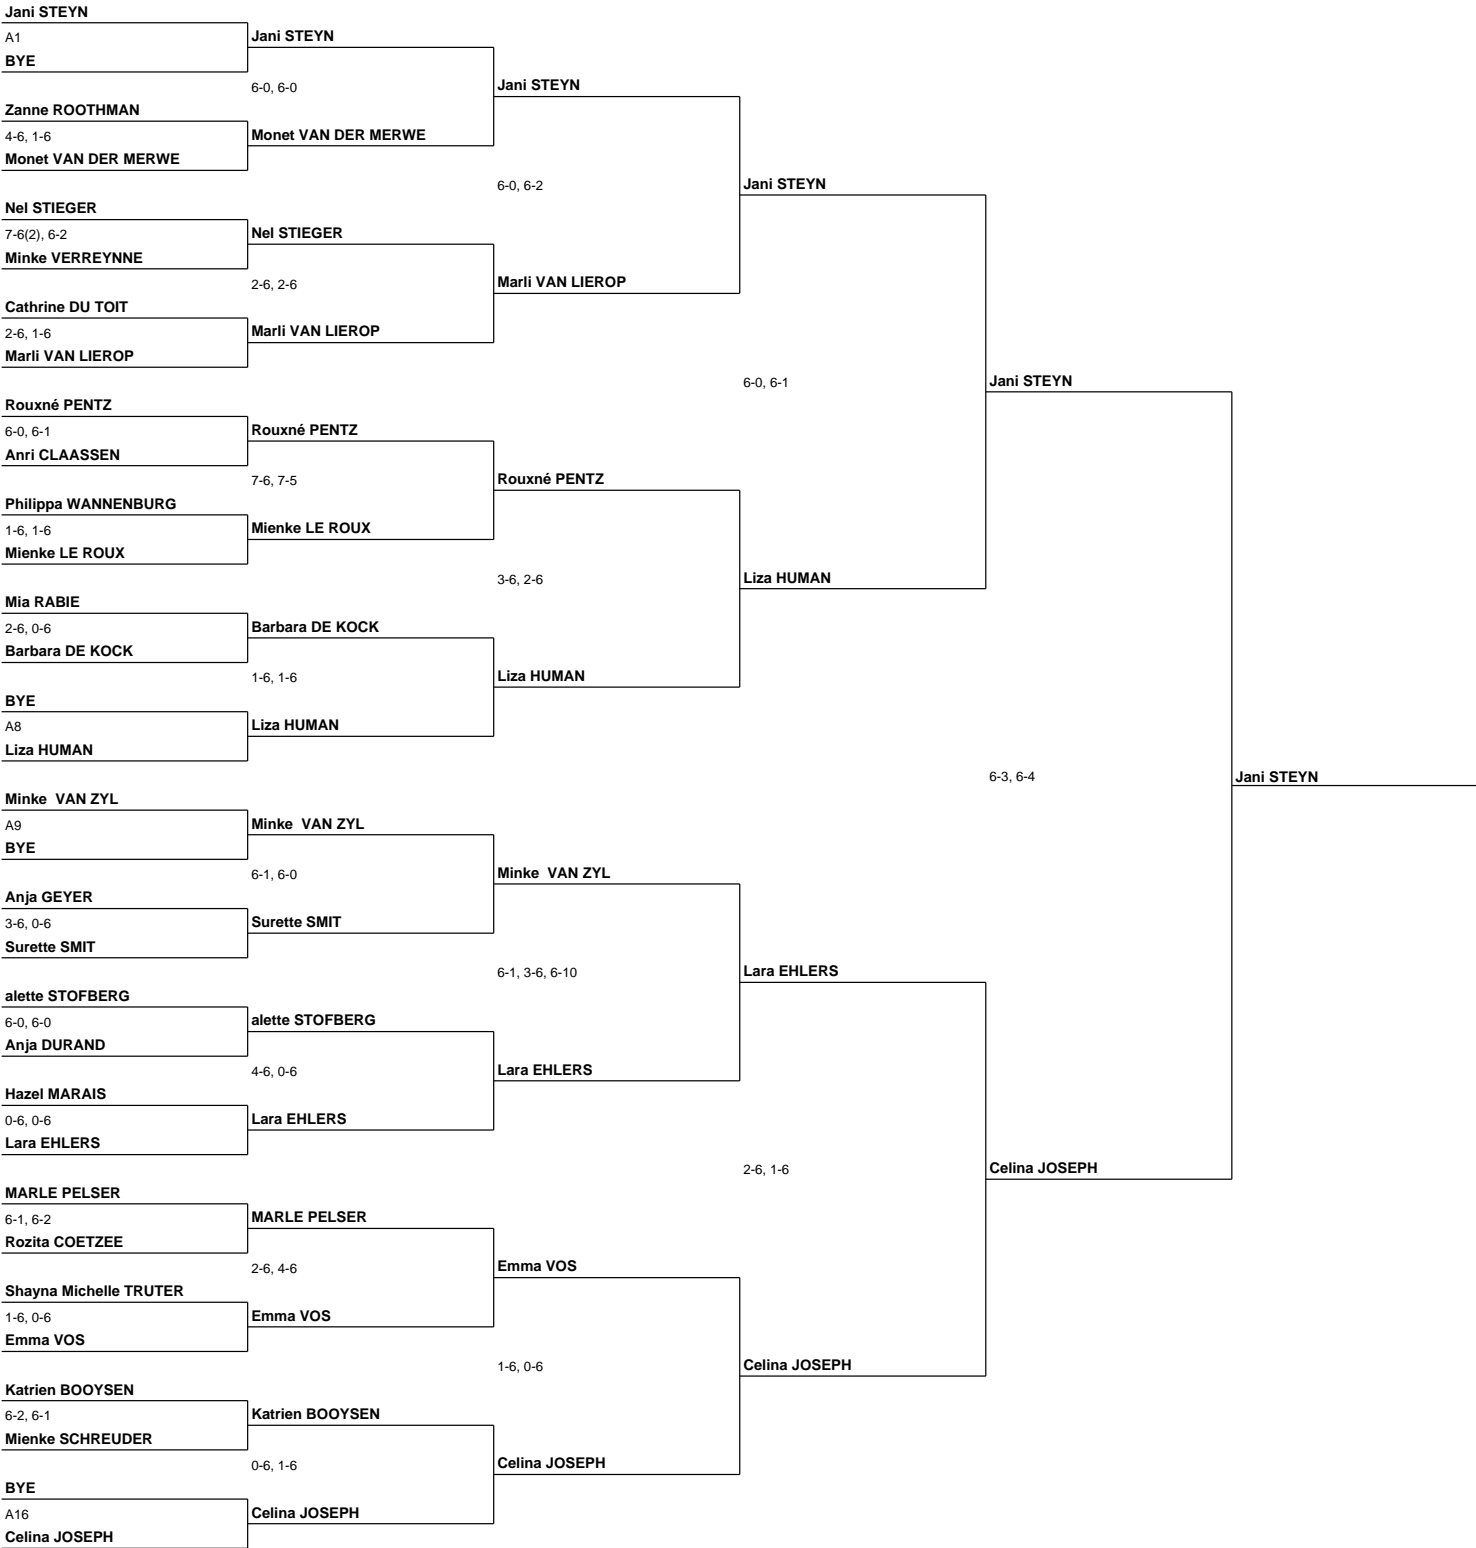 Jani STEYN
A1
BYE
Jani STEYN
6-0, 6-0
Jani STEYN
Zanne ROOTHMAN
4-6, 1-6
Monet VAN DER MERWE
Monet VAN DER MERWE
6-0, 6-2
Jani STEYN
Nel STIEGER
7-6(2), 6-2
Minke VERREYNNE
Nel STIEGER
2-6, 2-6
Marli VAN LIEROP
Cathrine DU TOIT
2-6, 1-6
Marli VAN LIEROP
Marli VAN LIEROP
6-0, 6-1
Jani STEYN
Rouxné PENTZ
6-0, 6-1
Anri CLAASSEN
Rouxné PENTZ
7-6, 7-5
Rouxné PENTZ
Philippa WANNENBURG
1-6, 1-6
Mienke LE ROUX
Mienke LE ROUX
3-6, 2-6
Liza HUMAN
Mia RABIE
2-6, 0-6
Barbara DE KOCK
Barbara DE KOCK
1-6, 1-6
Liza HUMAN
BYE
A8
Liza HUMAN
Liza HUMAN
6-3, 6-4
Jani STEYN
Minke  VAN ZYL
A9
BYE
Minke  VAN ZYL
6-1, 6-0
Minke  VAN ZYL
Anja GEYER
3-6, 0-6
Surette SMIT
Surette SMIT
6-1, 3-6, 6-10
Lara EHLERS
alette STOFBERG
6-0, 6-0
Anja DURAND
alette STOFBERG
4-6, 0-6
Lara EHLERS
Hazel MARAIS
0-6, 0-6
Lara EHLERS
Lara EHLERS
2-6, 1-6
Celina JOSEPH
MARLE PELSER
6-1, 6-2
Rozita COETZEE
MARLE PELSER
2-6, 4-6
Emma VOS
Shayna Michelle TRUTER
1-6, 0-6
Emma VOS
Emma VOS
1-6, 0-6
Celina JOSEPH
Katrien BOOYSEN
6-2, 6-1
Mienke SCHREUDER
Katrien BOOYSEN
0-6, 1-6
Celina JOSEPH
BYE
A16
Celina JOSEPH
Celina JOSEPH